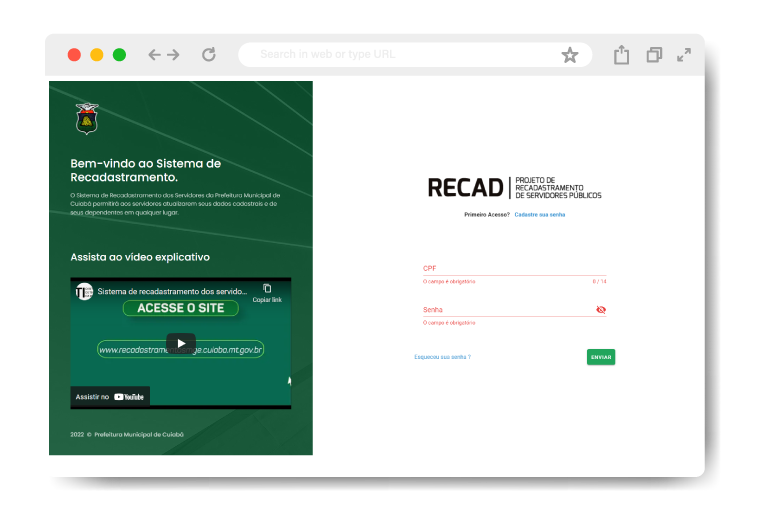 Search in web or type URL
Bem-vindo ao Sistema de
Recadastramento.
O Sistema de Recadastramento dos Servidores da Prefeitura Municipal de
Cuiabá permitirá aos servidores atualizarem seus dados cadastrais e de
seus dependentes em qualquer lugar.
Assista ao vídeo explicativo
Sistema de recadastramento dos servido...
Copiar link
ACESSE O SITE
www.recadastram ge.cuiaba.mt.gov.br
Assistir no YouTube
2022 © Prefeitura Municipal de Cuiabá
RECAD
PROJETO DE
RECADASTRAMENTO
DE SERVIDORES PÚBLICOS
Primeiro Acesso? Cadastre sua senha
CPF
O campo é obrigatório 0 / 14
Senha
O campo é obrigatório
Esqueceu sua senha ?
ENVIAR